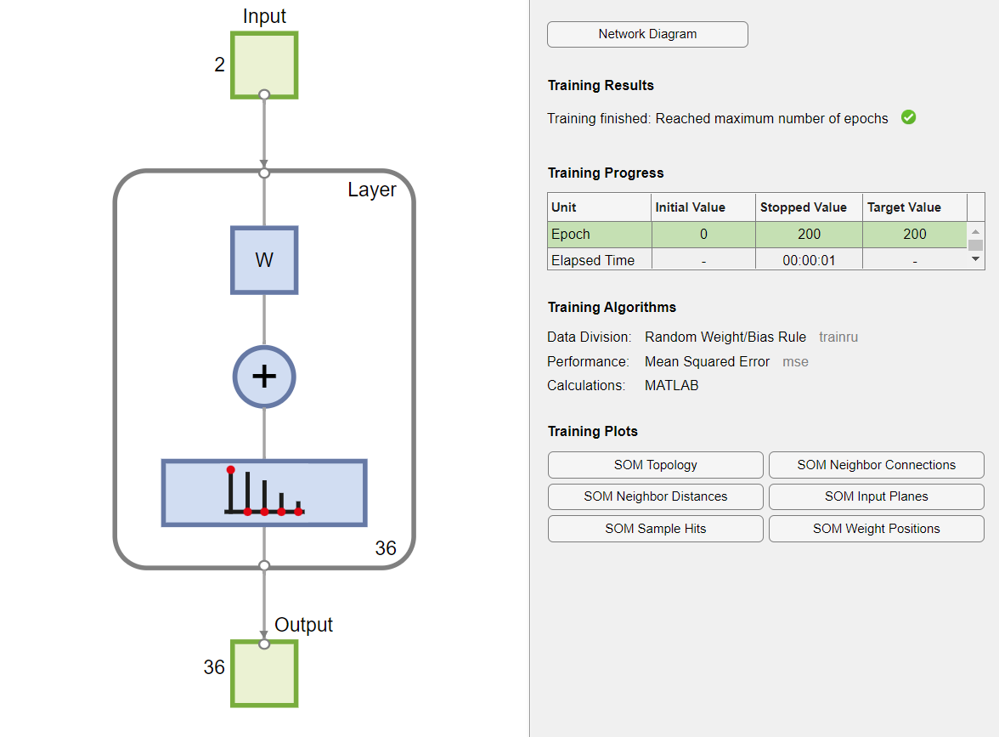 Input
2
Layer
W
+
36
Output
36
Network Diagram
Training Results
Training finished: Reached maximum number of epochs
Training Progress
Unit Initial Value Stopped Value Target Value
Epoch 0 200 200
Elapsed Time - 00:00:01 -
Training Algorithms
Data Division: Random Weight/Bias Rule trainru
Performance: Mean Squared Error mse
Calculations: MATLAB
Training Plots
SOM Topology SOM Neighbor Connections
SOM Neighbor Distances SOM Input Planes
SOM Sample Hits SOM Weight Positions